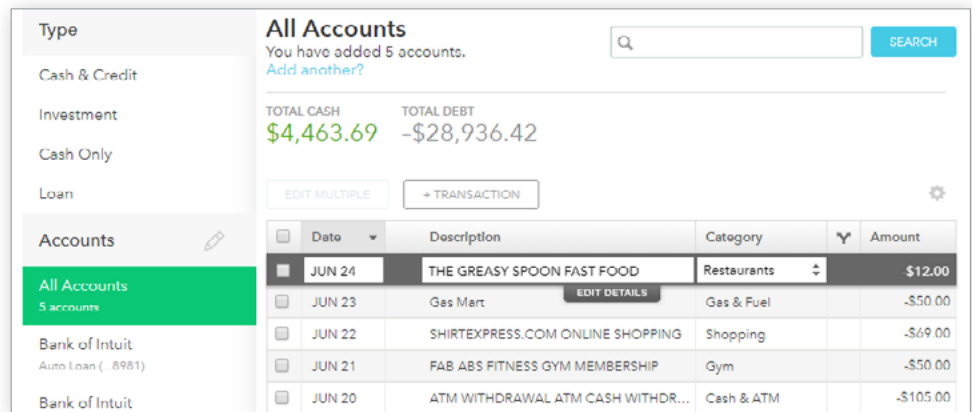 Type
Cash & Credit
Investment
Cash Only
Loan
Accounts
All Accounts
5 accounts
Bank of Intuit
Auto Loan (...8981)
Bank of Intuit
All Accounts
You have added 5 accounts.
Add another?
SEARCH
TOTAL CASH TOTAL DEBT
$4,463.69 -$28,936.42
EDIT MULTIPLE + TRANSACTION
Date Description Category Amount
JUN 24 THE GREASY SPOON FAST FOOD Restaurants -$12.00
EDIT DETAILS
JUN 23 Gas Mart Gas & Fuel -$50.00
JUN 22 SHIRTEXPRESS.COM ONLINE SHOPPING Shopping -$69.00
JUN 21 FAB ABS FITNESS GYM MEMBERSHIP Gym -$50.00
JUN 20 ATM WITHDRAWAL ATM CASH WITHDR... Cash & ATM -$105.00